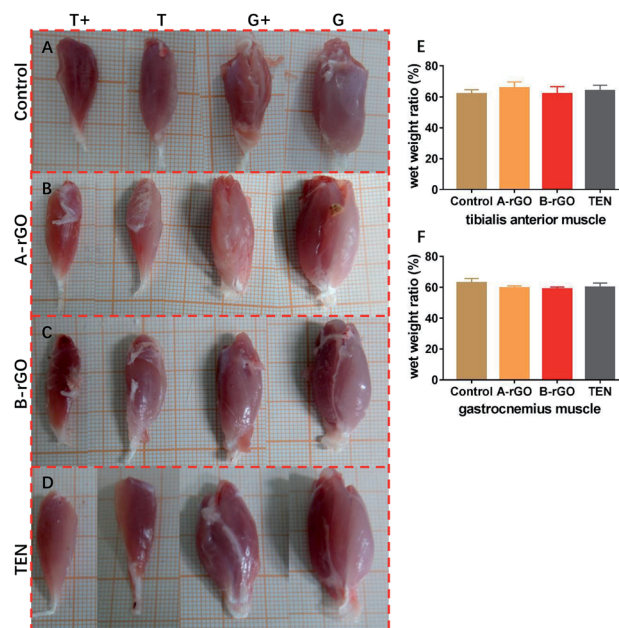 T+ T G+ G
A
Control
B
A-rGO
C
B-rGO
D
TEN
E
wet weight ratio (%)
80
60
40
20
0
Control A-rGO B-rGO TEN
tibialis anterior muscle
F
wet weight ratio (%)
80
60
40
20
0
Control A-rGO B-rGO TEN
gastrocnemius muscle